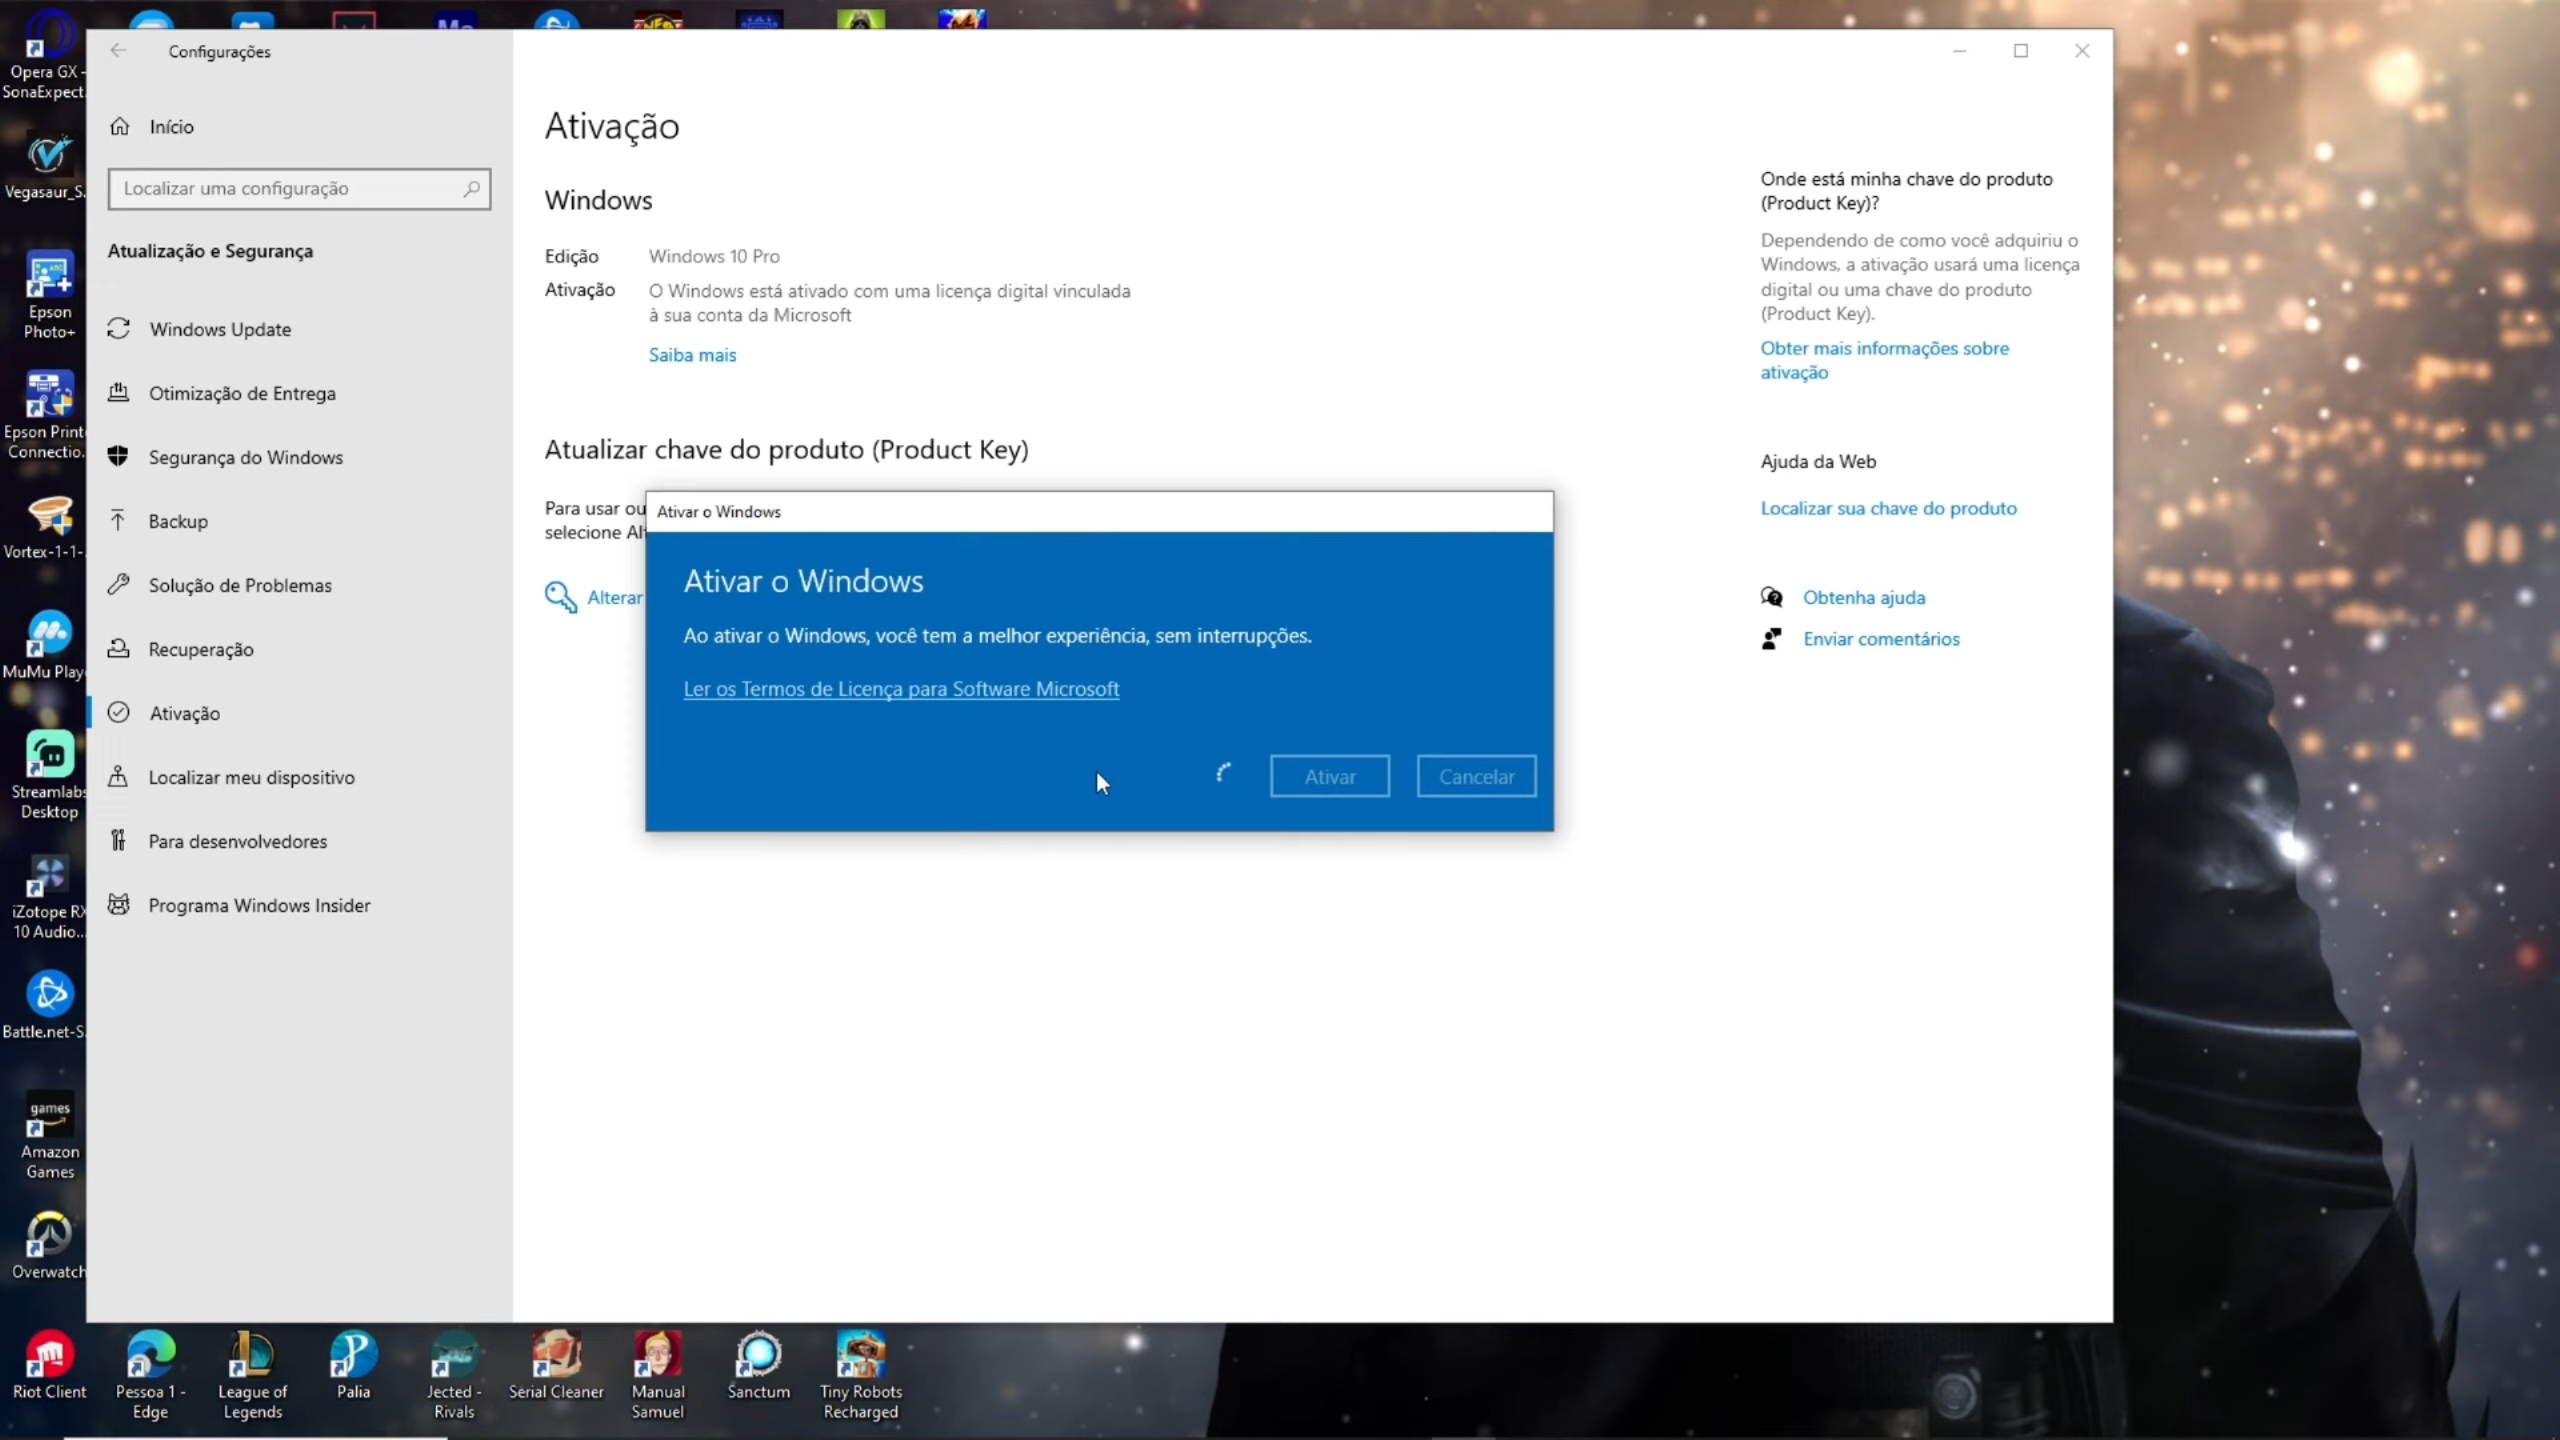 Opera GX -
SonaExpect...
Vegasaur_S...
Epson
Photo+
Epson Print
Connectio...
Vortex-1-1-...
MuMu Play
Streamlabs
Desktop
iZotope RX
10 Audio...
Battle.net-S...
games
Amazon
Games
Overwatch
Configurações
Início
Localizar uma configuração
Atualização e Segurança
Windows Update
Otimização de Entrega
Segurança do Windows
Backup
Solução de Problemas
Recuperação
Ativação
Localizar meu dispositivo
Para desenvolvedores
Programa Windows Insider
Ativação
Windows
Edição Windows 10 Pro
Ativação O Windows está ativado com uma licença digital vinculada
à sua conta da Microsoft
Saiba mais
Atualizar chave do produto (Product Key)
Para usar ou
selecione Al
Alterar
Ativar o Windows
Ativar o Windows
Ao ativar o Windows, você tem a melhor experiência, sem interrupções.
Ler os Termos de Licença para Software Microsoft
Ativar Cancelar
Onde está minha chave do produto
(Product Key)?
Dependendo de como você adquiriu o
Windows, a ativação usará uma licença
digital ou uma chave do produto
(Product Key).
Obter mais informações sobre
ativação
Ajuda da Web
Localizar sua chave do produto
Obtenha ajuda
Enviar comentários
Riot Client
Pessoa 1 -
Edge
League of
Legends
Palia
Jected -
Rivals
Serial Cleaner
Manual
Samuel
Sanctum
Tiny Robots
Recharged